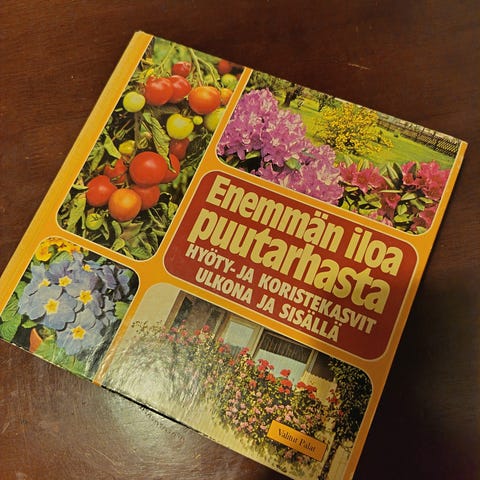 Enemmän iloa
puutarhasta
HYÖTY- JA KORISTEKASVIT
ULKONA JA SISÄLLÄ
Valitut Palat